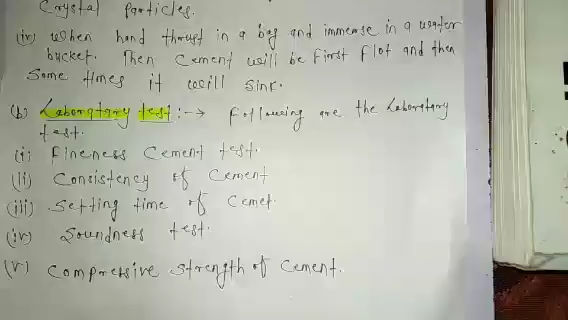 Crystal particles.
(iv) When hand thrust in a bag and immerse in a water
bucket. Then cement will be first flot and then
some times it will sink.
(b) Laboratary test :-→ Following are the Laboratary
test.
(i) Fineness cement test.
(ii) Consistency of cement
(iii) Setting time of cemet.
(iv) Soundness test.
(v) Compressive strength of cement.